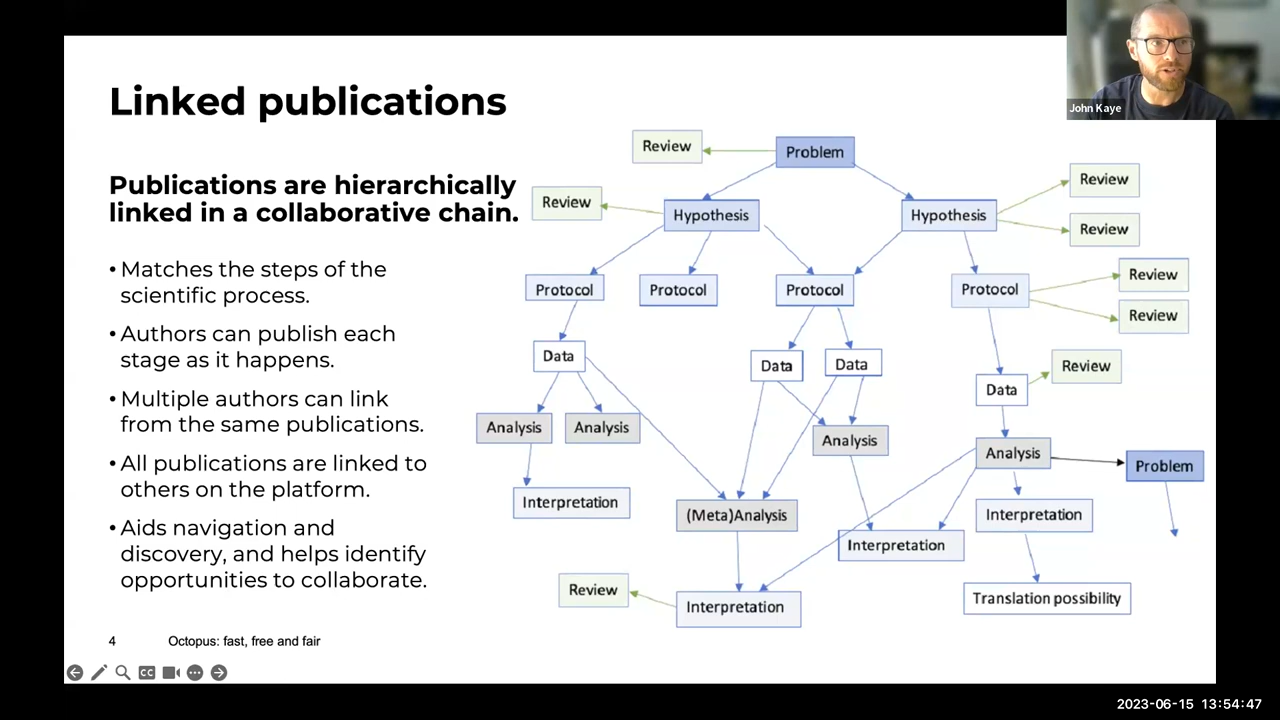 John Kaye
Linked publications
Publications are hierarchically
linked in a collaborative chain.
• Matches the steps of the
scientific process.
• Authors can publish each
stage as it happens.
• Multiple authors can link
from the same publications.
• All publications are linked to
others on the platform.
• Aids navigation and
discovery, and helps identify
opportunities to collaborate.
Review
Problem
Review
Review
Hypothesis
Hypothesis
Review
Protocol
Protocol
Protocol
Protocol
Review
Review
Data
Data
Data
Review
Data
Analysis
Analysis
Analysis
Analysis
Problem
Interpretation
(Meta)Analysis
Interpretation
Interpretation
Review
Interpretation
Translation possibility
4
Octopus: fast, free and fair
CC
2023-06-15 13:54:47